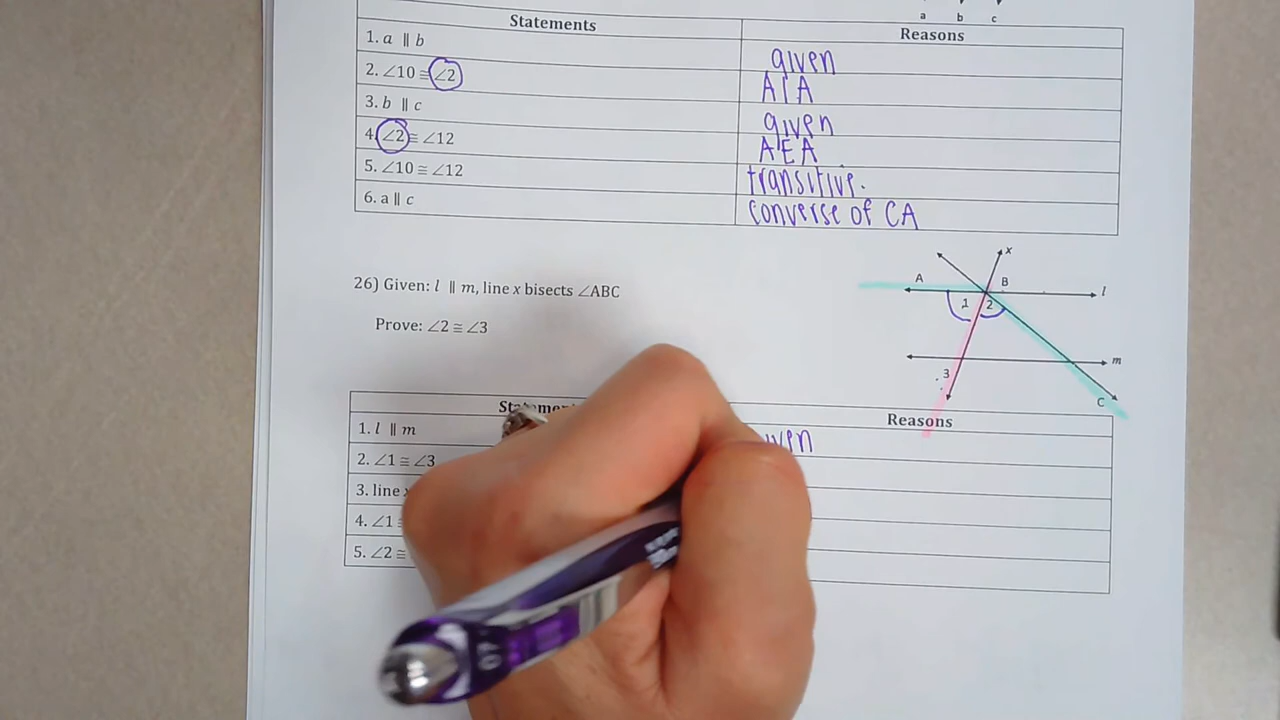 a b c
Statements Reasons
1. a ∥ b given
2. ∠10 ≅ ∠2 AIA
3. b ∥ c given
4 ∠2 ≅ ∠12 AEA
5. ∠10 ≅ ∠12 transitive.
6. a ∥ c converse of CA
26) Given: l ∥ m, line x bisects ∠ABC
Prove: ∠2 ≅ ∠3
x
A B l
1 2
m
3
C
Reasons
1. l ∥ m
2. ∠1 ≅ ∠3
3. line
4. ∠1
5. ∠2 ≅